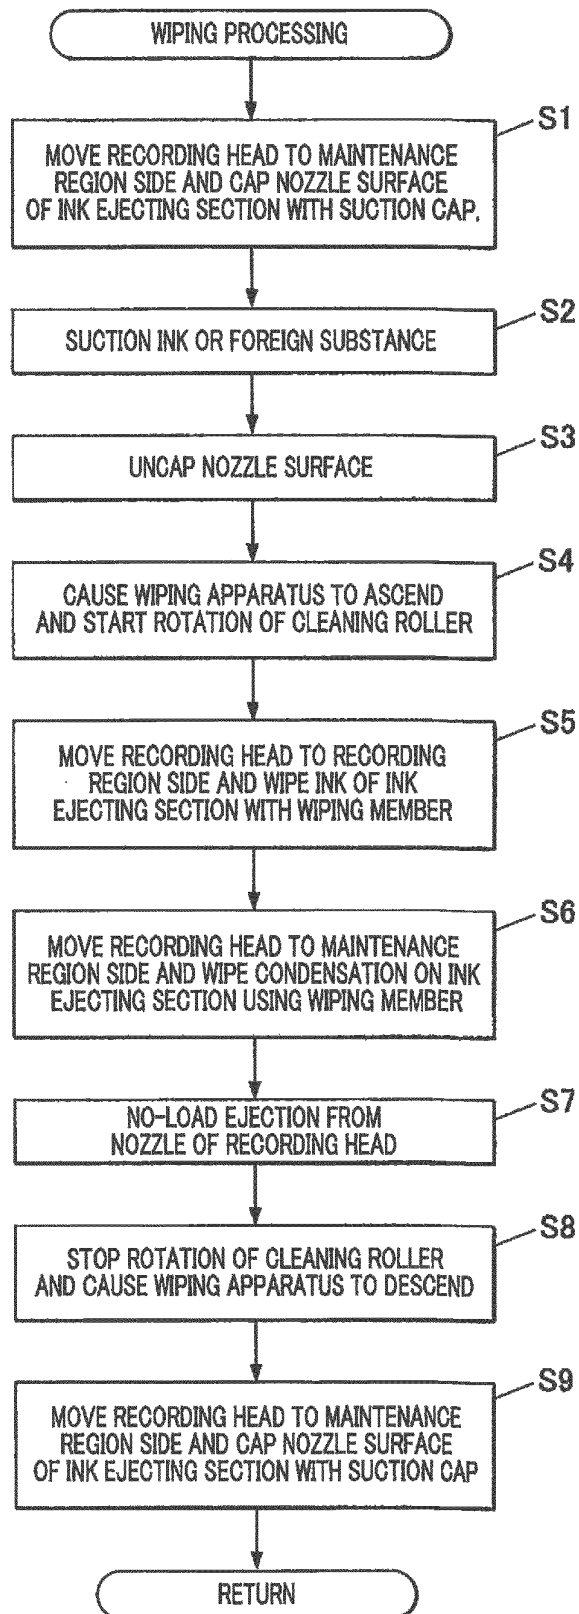 WIPING PROCESSING
S1
MOVE RECORDING HEAD TO MAINTENANCE
REGION SIDE AND CAP NOZZLE SURFACE
OF INK EJECTING SECTION WITH SUCTION CAP.
S2
SUCTION INK OR FOREIGN SUBSTANCE
S3
UNCAP NOZZLE SURFACE
S4
CAUSE WIPING APPARATUS TO ASCEND
AND START ROTATION OF CLEANING ROLLER
S5
MOVE RECORDING HEAD TO RECORDING
REGION SIDE AND WIPE INK OF INK
EJECTING SECTION WITH WIPING MEMBER
S6
MOVE RECORDING HEAD TO MAINTENANCE
REGION SIDE AND WIPE CONDENSATION ON INK
EJECTING SECTION USING WIPING MEMBER
S7
NO-LOAD EJECTION FROM
NOZZLE OF RECORDING HEAD
S8
STOP ROTATION OF CLEANING ROLLER
AND CAUSE WIPING APPARATUS TO DESCEND
S9
MOVE RECORDING HEAD TO MAINTENANCE
REGION SIDE AND CAP NOZZLE SURFACE
OF INK EJECTING SECTION WITH SUCTION CAP
RETURN